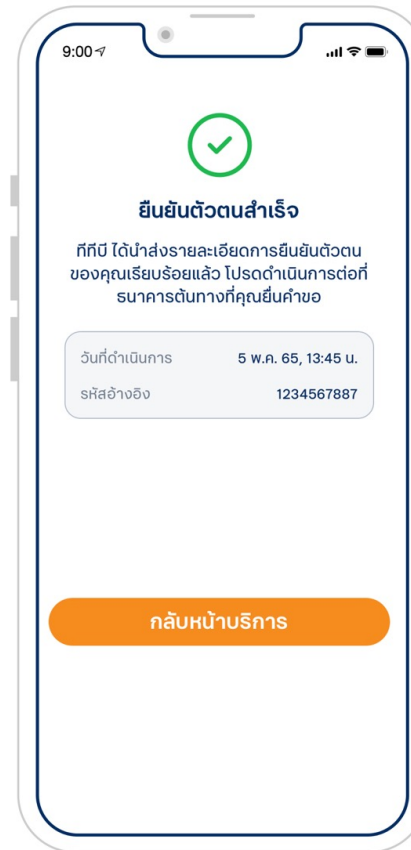 9:00
ยืนยันตัวตนสำเร็จ
ทีทีบี ได้นำส่งรายละเอียดการยืนยันตัวตน
ของคุณเรียบร้อยแล้ว โปรดดำเนินการต่อที่
ธนาคารต้นทางที่คุณยื่นคำขอ
วันที่ดำเนินการ 5 พ.ค. 65, 13:45 น.
รหัสอ้างอิง 1234567887
กลับหน้าบริการ